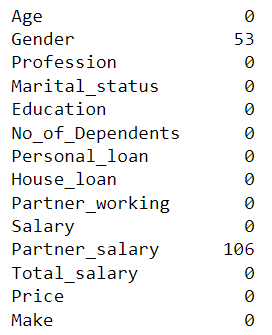 Age 0
Gender 53
Profession 0
Marital_status 0
Education 0
No_of_Dependents 0
Personal_loan 0
House_loan 0
Partner_working 0
Salary 0
Partner_salary 106
Total_salary 0
Price 0
Make 0